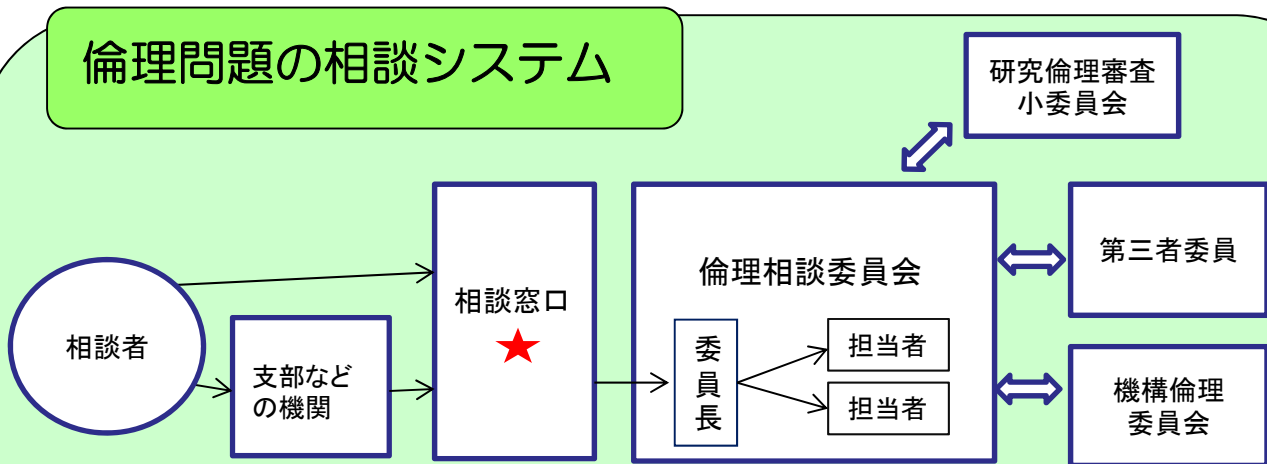 倫理問題の相談システム
研究倫理審査
小委員会
相談者
支部など
の機関
相談窓口
★
倫理相談委員会
委員長
担当者
担当者
第三者委員
機構倫理
委員会